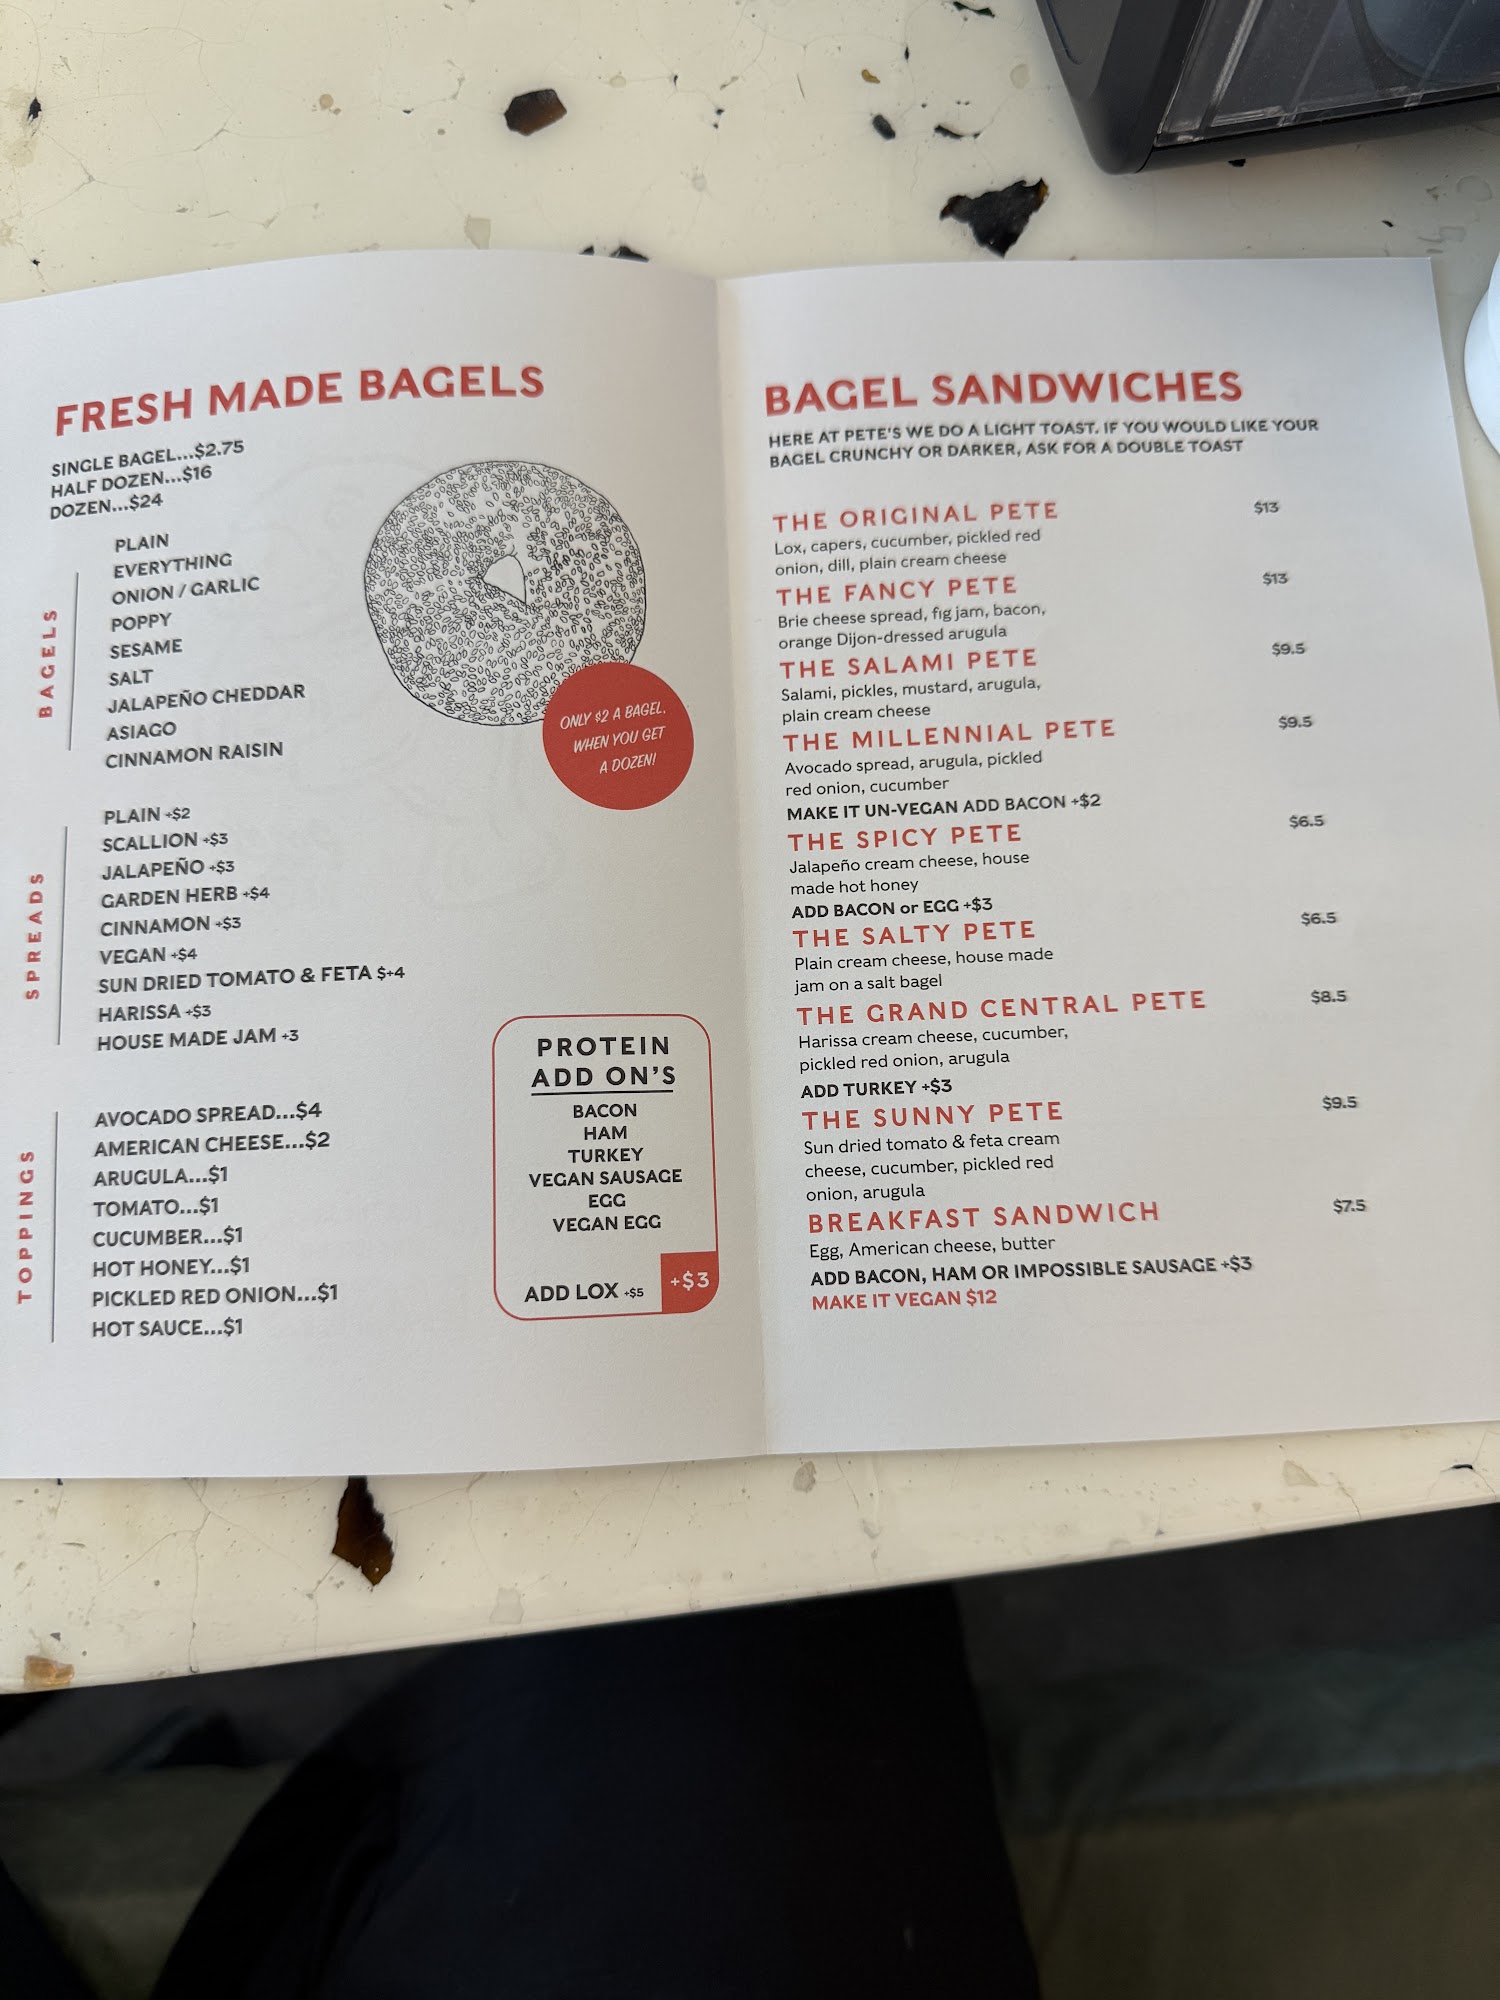 FRESH MADE BAGELS
SINGLE BAGEL...$2.75
HALF DOZEN...$16
DOZEN...$24
BAGELS
PLAIN
EVERYTHING
ONION / GARLIC
POPPY
SESAME
SALT
JALAPEÑO CHEDDAR
ASIAGO
CINNAMON RAISIN
ONLY $2 A BAGEL,
WHEN YOU GET
A DOZEN!
SPREADS
PLAIN +$2
SCALLION +$3
JALAPEÑO +$3
GARDEN HERB +$4
CINNAMON +$3
VEGAN +$4
SUN DRIED TOMATO & FETA $+4
HARISSA +$3
HOUSE MADE JAM +3
TOPPINGS
AVOCADO SPREAD...$4
AMERICAN CHEESE...$2
ARUGULA...$1
TOMATO...$1
CUCUMBER...$1
HOT HONEY...$1
PICKLED RED ONION...$1
HOT SAUCE...$1
PROTEIN
ADD ON'S
BACON
HAM
TURKEY
VEGAN SAUSAGE
EGG
VEGAN EGG
+$3
ADD LOX +$5
BAGEL SANDWICHES
HERE AT PETE'S WE DO A LIGHT TOAST. IF YOU WOULD LIKE YOUR
BAGEL CRUNCHY OR DARKER, ASK FOR A DOUBLE TOAST
THE ORIGINAL PETE $13
Lox, capers, cucumber, pickled red
onion, dill, plain cream cheese
THE FANCY PETE $13
Brie cheese spread, fig jam, bacon,
orange Dijon-dressed arugula
THE SALAMI PETE $9.5
Salami, pickles, mustard, arugula,
plain cream cheese
THE MILLENNIAL PETE $9.5
Avocado spread, arugula, pickled
red onion, cucumber
MAKE IT UN-VEGAN ADD BACON +$2
THE SPICY PETE $6.5
Jalapeño cream cheese, house
made hot honey
ADD BACON or EGG +$3
THE SALTY PETE $6.5
Plain cream cheese, house made
jam on a salt bagel
THE GRAND CENTRAL PETE $8.5
Harissa cream cheese, cucumber,
pickled red onion, arugula
ADD TURKEY +$3
THE SUNNY PETE $9.5
Sun dried tomato & feta cream
cheese, cucumber, pickled red
onion, arugula
BREAKFAST SANDWICH $7.5
Egg, American cheese, butter
ADD BACON, HAM OR IMPOSSIBLE SAUSAGE +$3
MAKE IT VEGAN $12